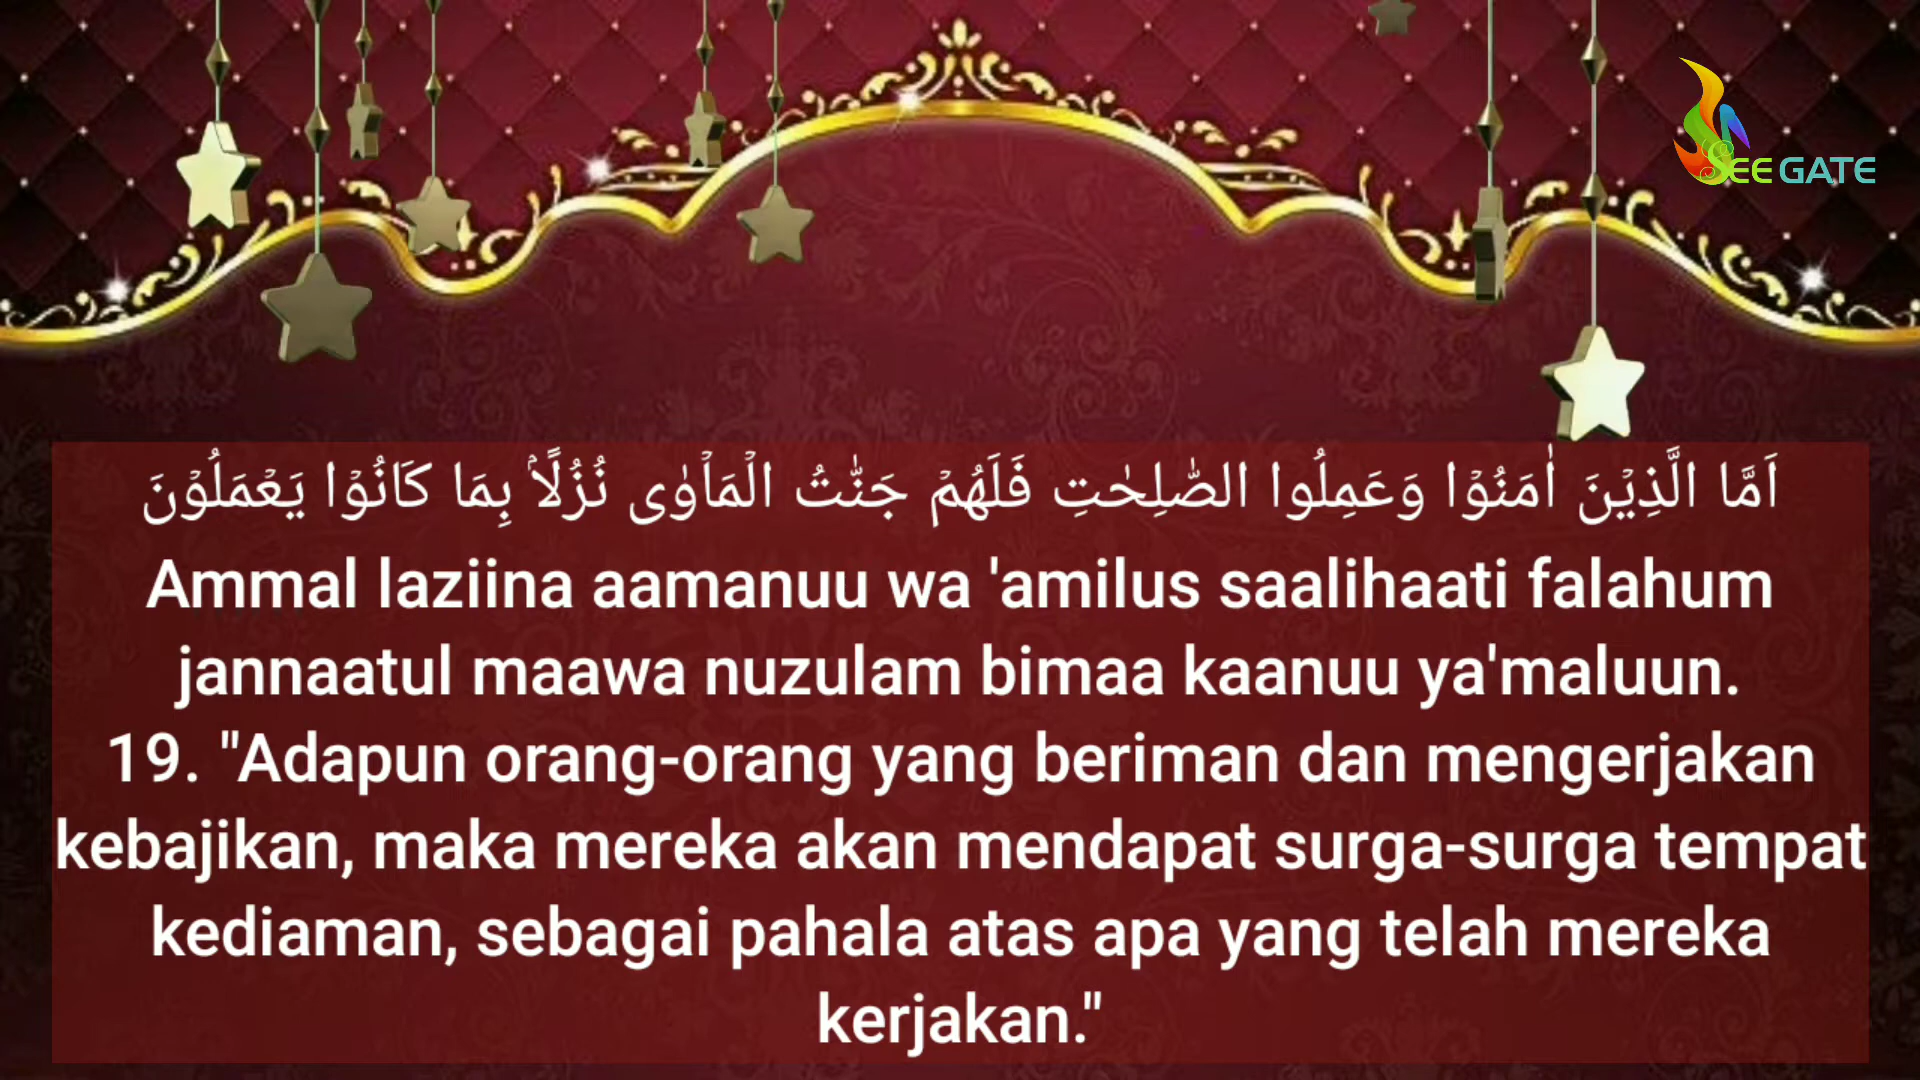 SEE GATE
اَمَّا الَّذِيْنَ اٰمَنُوْا وَعَمِلُوا الصّٰلِحٰتِ فَلَهُمْ جَنّٰتُ الْمَأْوٰى نُزُلًاۢ بِمَا كَانُوْا يَعْمَلُوْنَ
Ammal laziina aamanuu wa 'amilus saalihaati falahum
jannaatul maawa nuzulam bimaa kaanuu ya'maluun.
19. "Adapun orang-orang yang beriman dan mengerjakan
kebajikan, maka mereka akan mendapat surga-surga tempat
kediaman, sebagai pahala atas apa yang telah mereka
kerjakan."